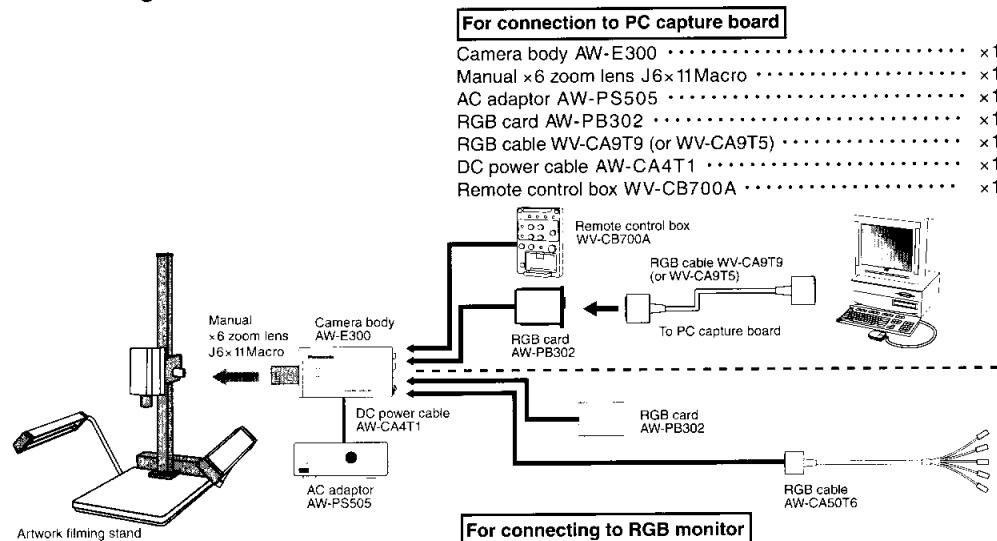 For connection to PC capture board
Camera body AW-E300 ························ ×1
Manual ×6 zoom lens J6×11Macro ···················· ×1
AC adaptor AW-PS505 ···························· ×1
RGB card AW-PB302 ···························· ×1
RGB cable WV-CA9T9 (or WV-CA9T5) ·················· ×1
DC power cable AW-CA4T1 ······················· ×1
Remote control box WV-CB700A ···················· ×1
Remote control box
WV-CB700A
RGB cable WV-CA9T9
(or WV-CA9T5)
To PC capture board
RGB card
AW-PB302
Manual
×6 zoom lens
J6×11Macro
Camera body
AW-E300
Panasonic
DC power cable
AW-CA4T1
RGB card
AW-PB302
AC adaptor
AW-PS505
RGB cable
AW-CA50T6
Artwork filming stand
For connecting to RGB monitor